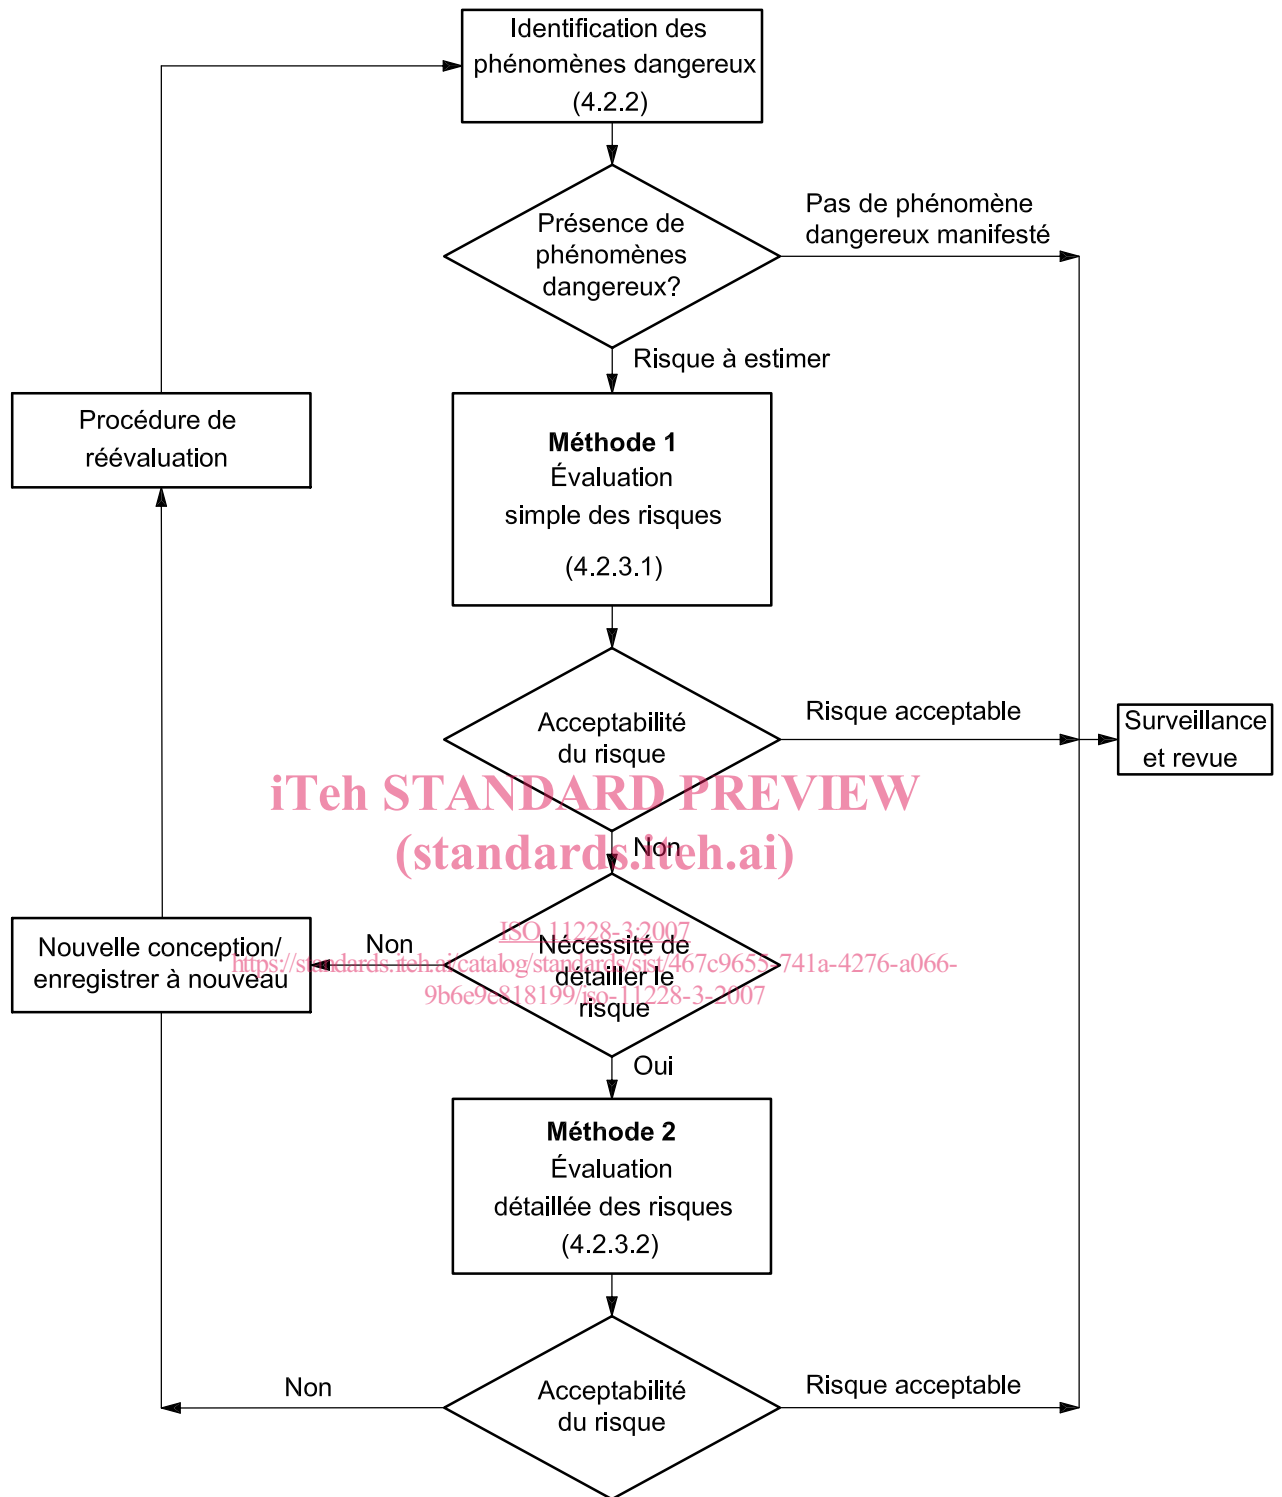 Identification des
phénomènes dangereux
(4.2.2)
Présence de
phénomènes
dangereux?
Pas de phénomène
dangereux manifesté
Risque à estimer
Procédure de
réévaluation
Méthode 1
Évaluation
simple des risques
(4.2.3.1)
Acceptabilité
du risque
Risque acceptable
Surveillance
et revue
iTeh STANDARD PREVIEW
(standards.iteh.ai)
Non
ISO 11228-3:2007
https://standards.iteh.ai/catalog/standards/sist/467c9655-741a-4276-a066-
9b6e9e818199/iso-11228-3-2007
Nécessité de
détailler le
risque
Non
Nouvelle conception/
enregistrer à nouveau
Oui
Méthode 2
Évaluation
détaillée des risques
(4.2.3.2)
Non
Acceptabilité
du risque
Risque acceptable